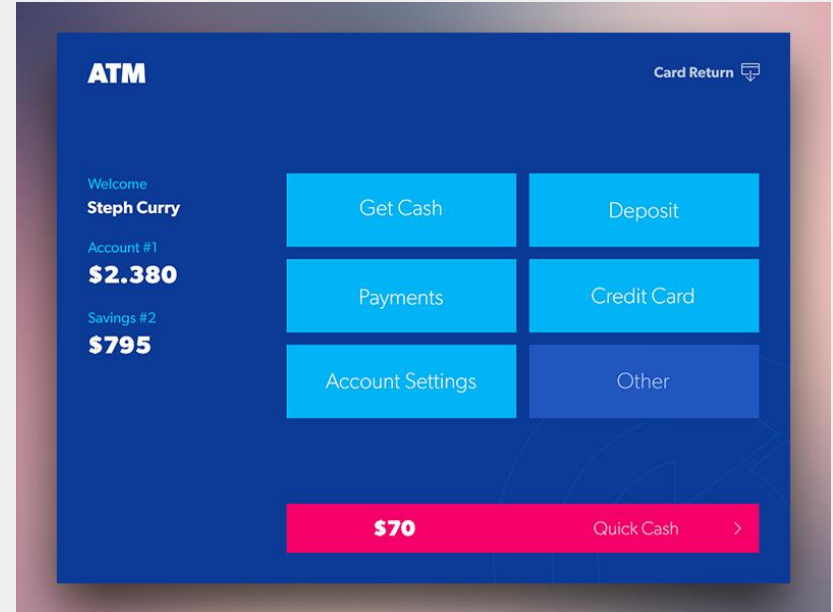 ATM
Card Return
Welcome
Steph Curry
Account #1
$2.380
Savings #2
$795
Get Cash
Deposit
Payments
Credit Card
Account Settings
Other
$70 Quick Cash >